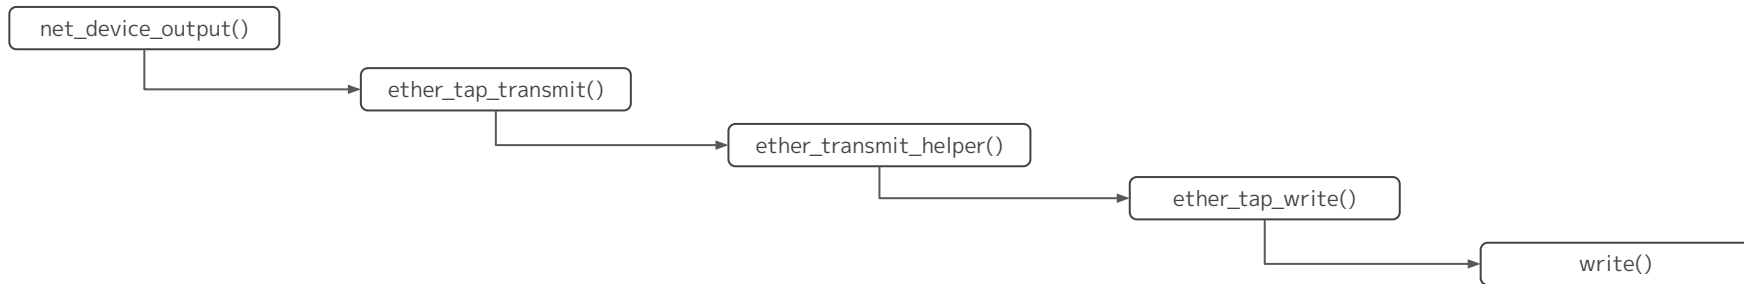 net_device_output()
ether_tap_transmit()
ether_transmit_helper()
ether_tap_write()
write()